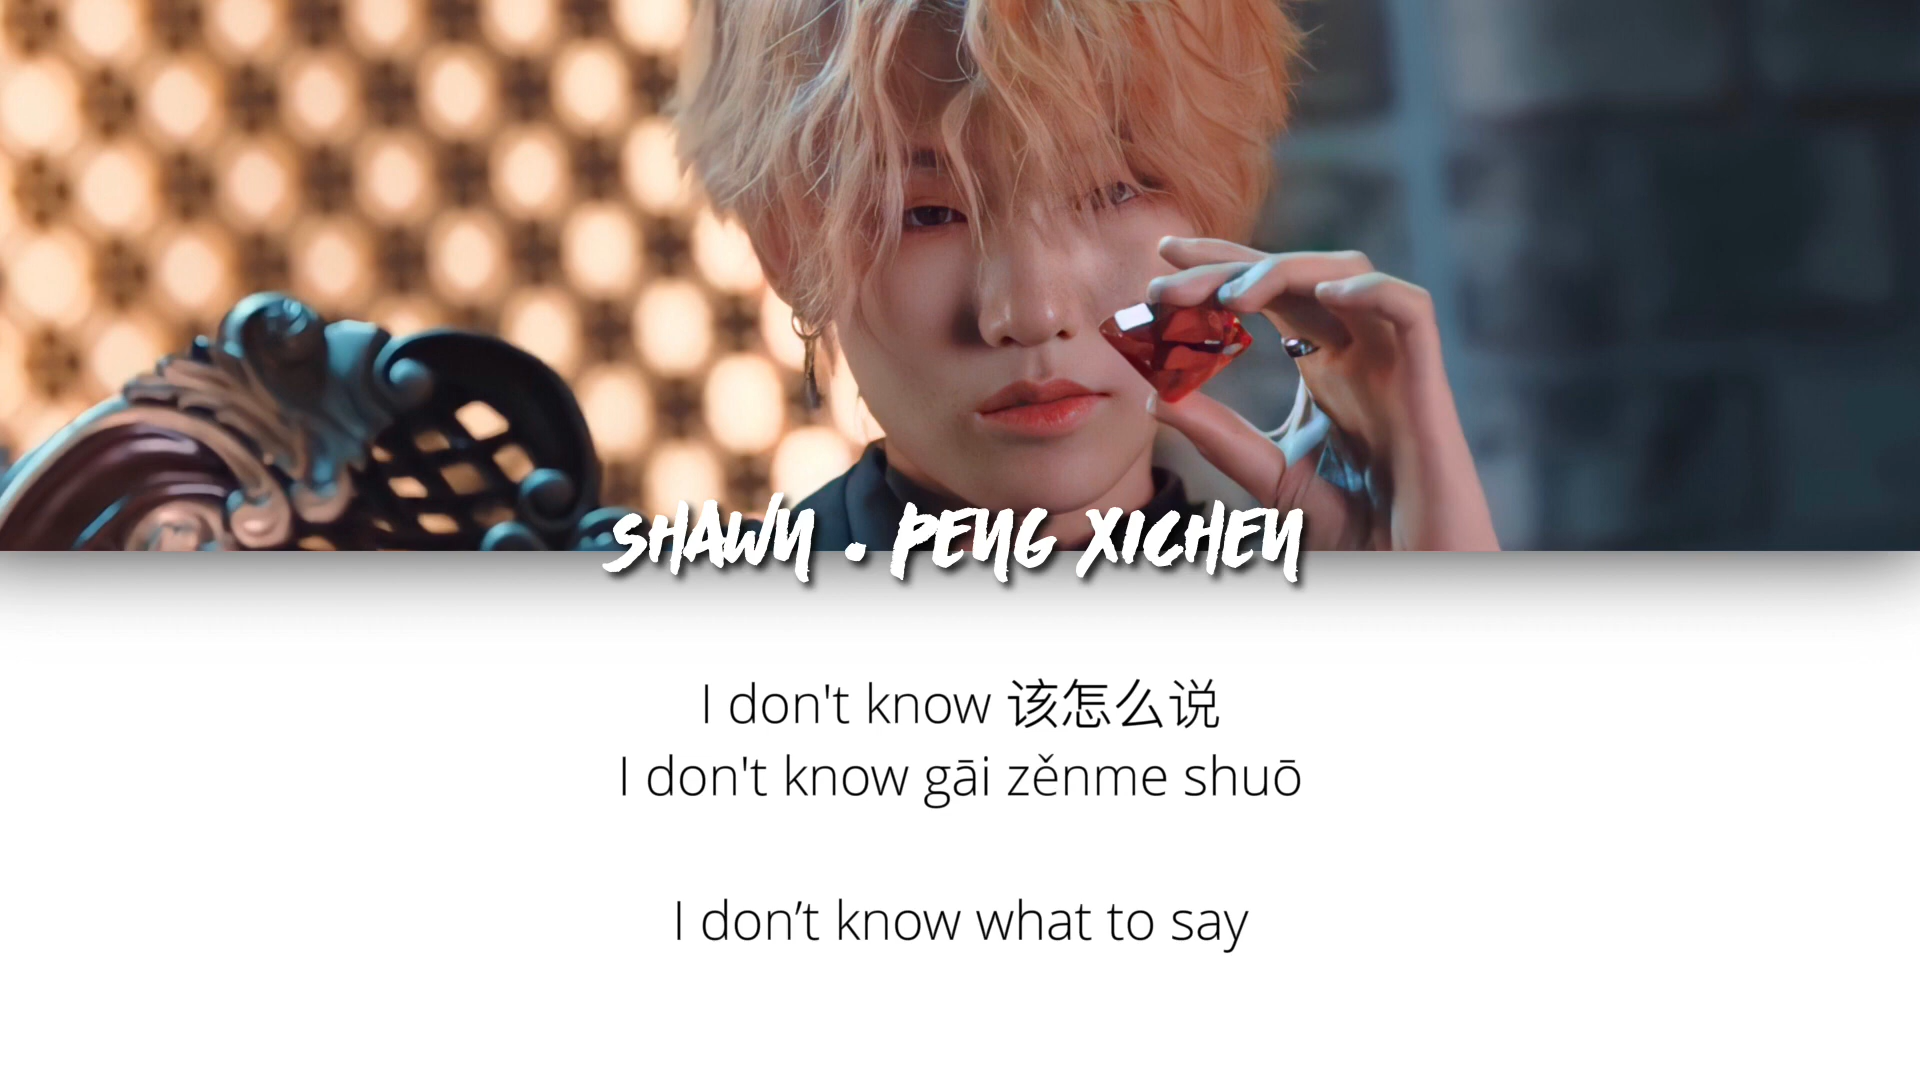 SHAWN . PENG XICHEN
I don't know 该怎么说
I don't know gāi zěnme shuō
I don’t know what to say